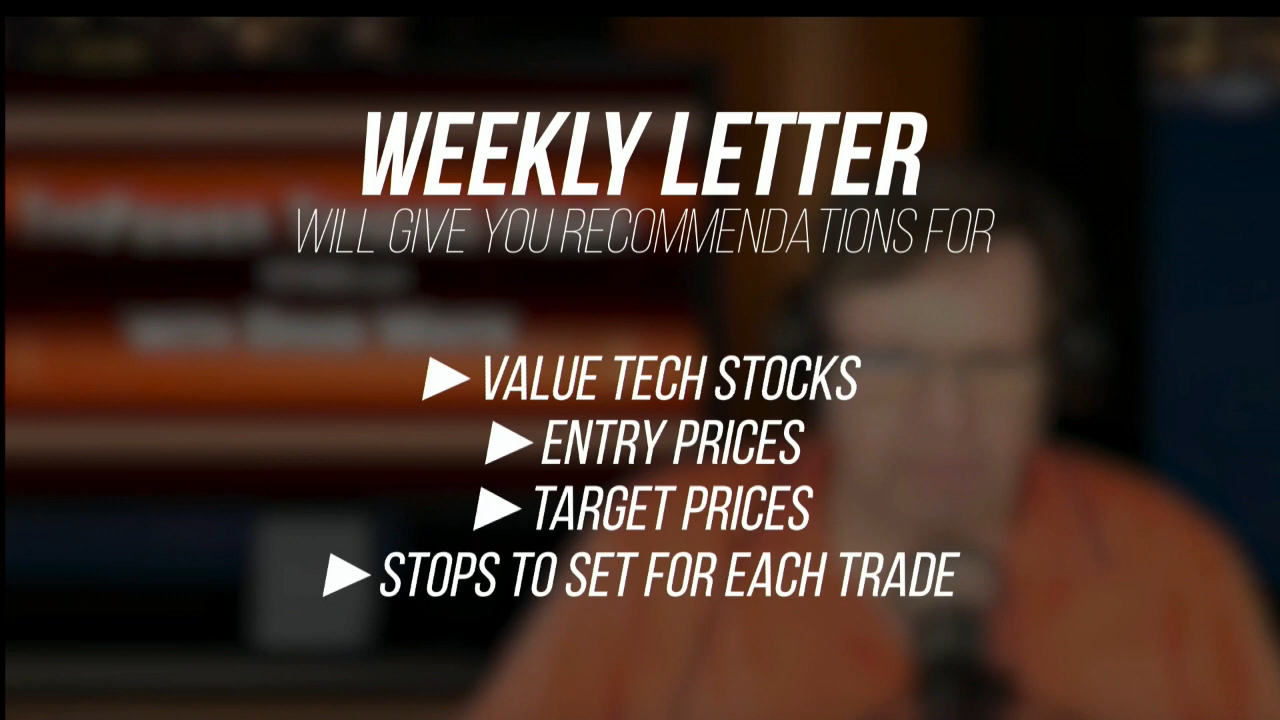 WEEKLY LETTER
WILL GIVE YOU RECOMMENDATIONS FOR
► VALUE TECH STOCKS
► ENTRY PRICES
► TARGET PRICES
► STOPS TO SET FOR EACH TRADE